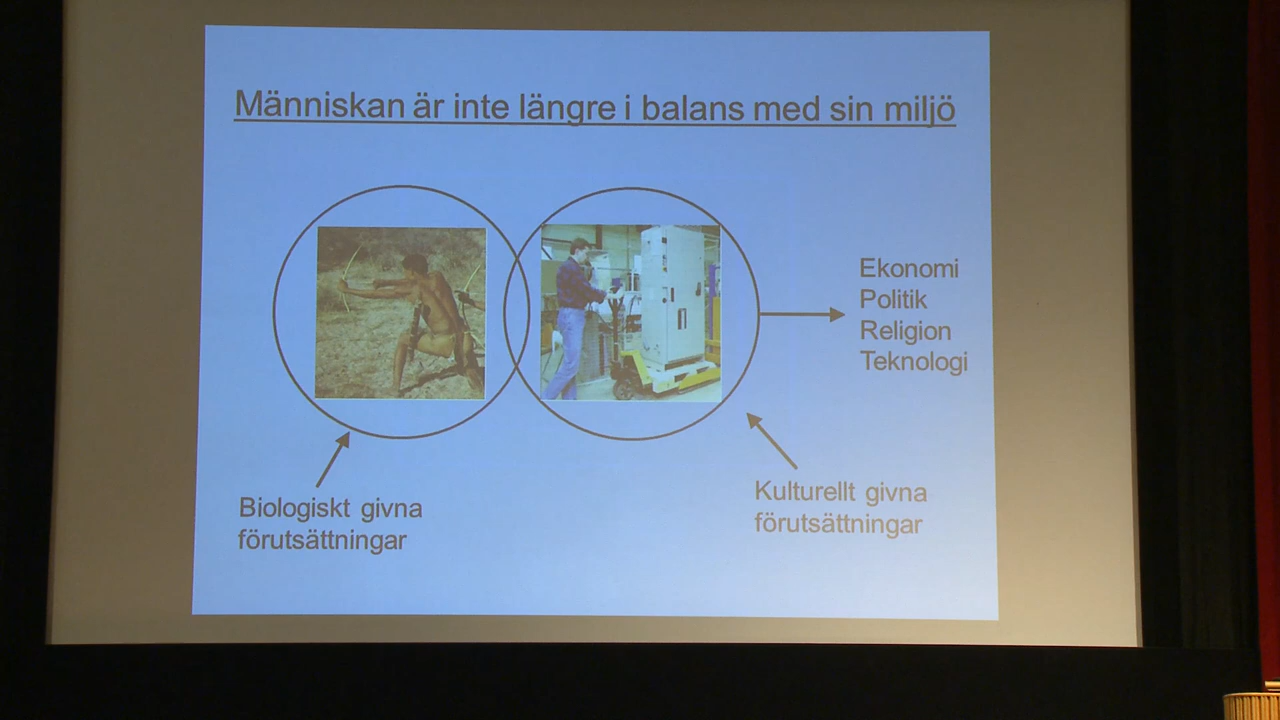 Människan är inte längre i balans med sin miljö
Ekonomi
Politik
Religion
Teknologi
Biologiskt givna
förutsättningar
Kulturellt givna
förutsättningar